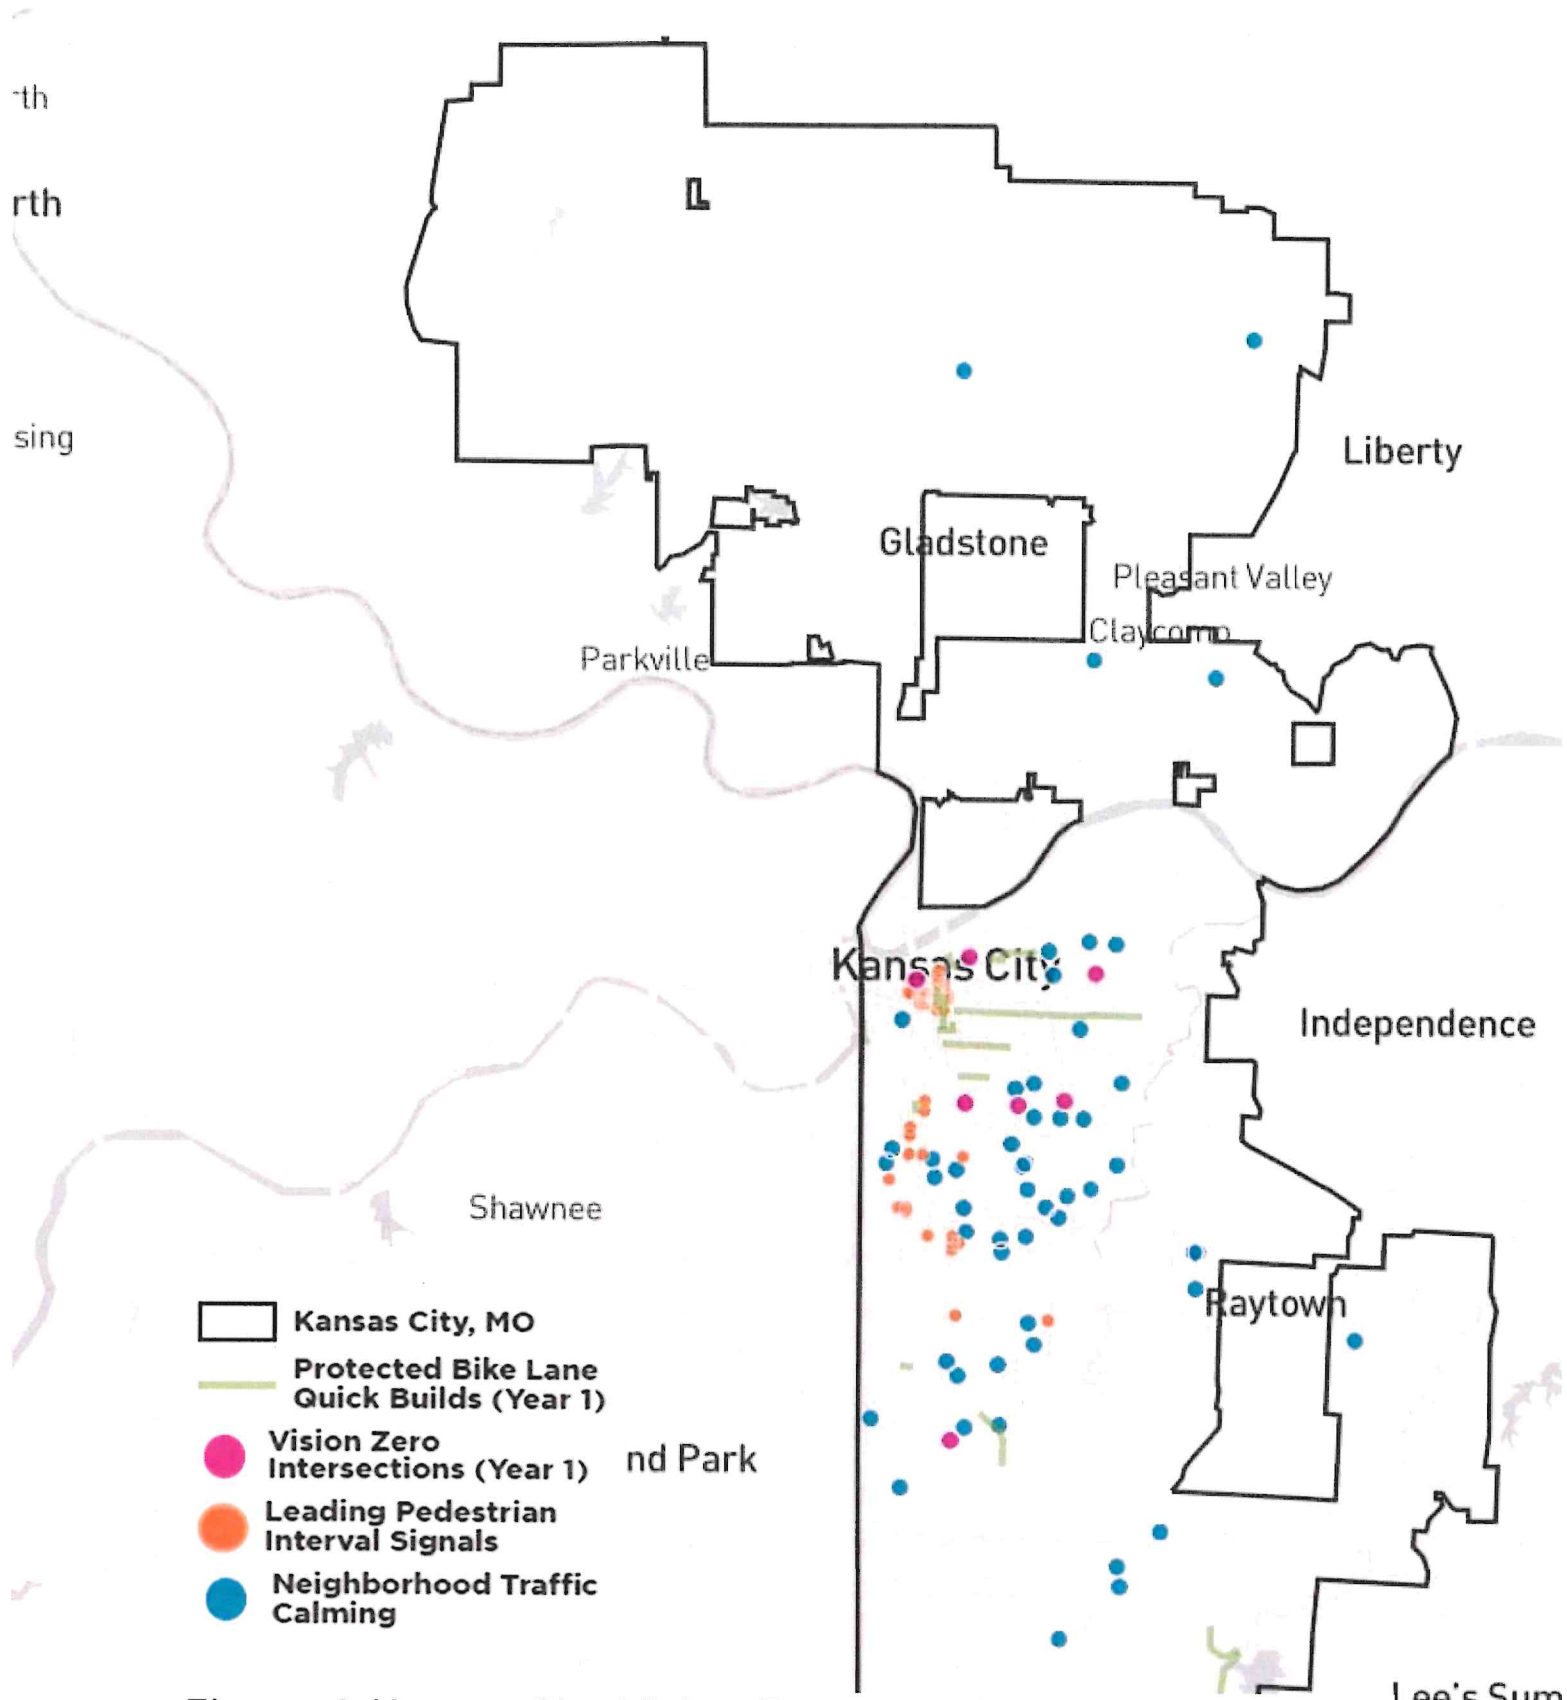 rth
sing
Liberty
Gladstone
Pleasant Valley
Claycomo
Parkville
Kansas City
Independence
Shawnee
Raytown
Kansas City, MO
Protected Bike Lane
Quick Builds (Year 1)
Vision Zero
Intersections (Year 1)
nd Park
Leading Pedestrian
Interval Signals
Neighborhood Traffic
Calming
Lee's Sum